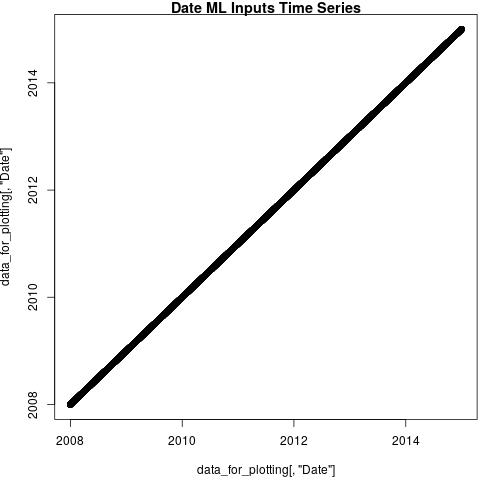 Date ML Inputs Time Series
data_for_plotting[, "Date"]
2014
2012
2010
2008
2008 2010 2012 2014
data_for_plotting[, "Date"]